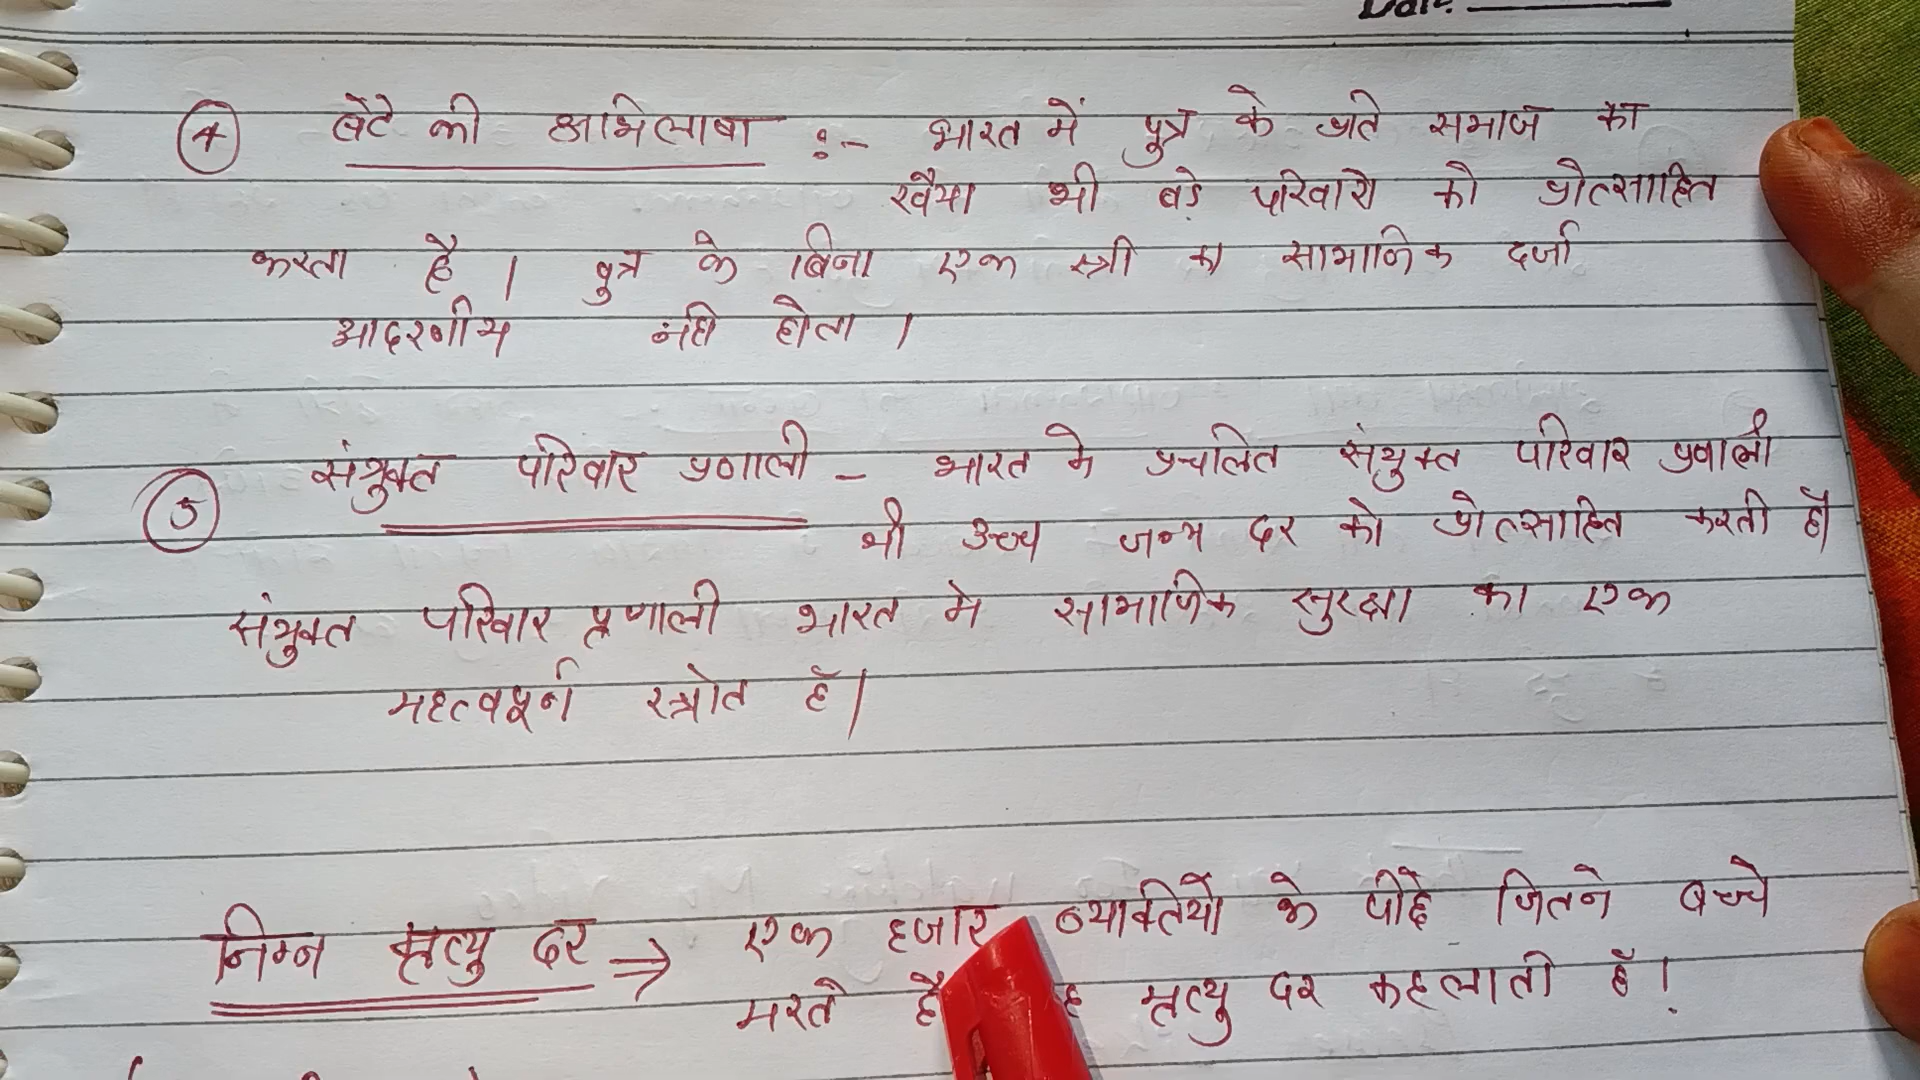 Date
④ बेटे की अभिलाषा :- भारत में पुत्र के प्रति समाज का
रवैया भी बड़े परिवारो को प्रोत्साहित
करता है । पुत्र के बिना एक स्त्री का सामाजिक दर्जा
आदरणीय नही होता ।
⑤ संयुक्त परिवार प्रणाली - भारत मे प्रचलित संयुक्त परिवार प्रणाली
भी उच्च जन्म दर को प्रोत्साहित करती है।
संयुक्त परिवार प्रणाली भारत मे सामाजिक सुरक्षा का एक
महत्वपूर्ण स्त्रोत है।
निम्न मृत्यु दर ⇒ एक हजार व्यक्तियों के पीछे जितने बच्चे
मरते है मृत्यु दर कहलाती है।